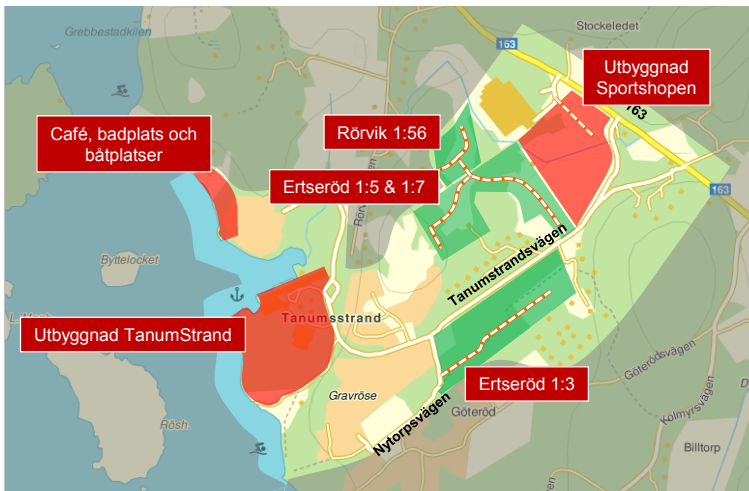 Grebbestadkilen
Stockeledet
163
Utbyggnad
Sportshopen
163
Café, badplats och
båtplatser
Rörvik 1:56
Ertseröd 1:5 & 1:7
163
Byttelocket
Tanumstrandsvägen
Utbyggnad TanumStrand
Tanumsstrand
Ertseröd 1:3
Göterödsvägen
Gravröse
Göteröd
Kolmyrsvägen
Nytorpsvägen
Rösh.
Billtorp